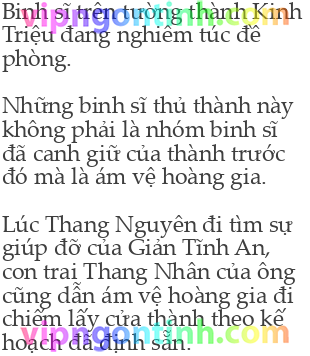 Binh sĩ trên tường thành Kinh
Triệu đang nghiêm túc đề
phòng.
Những binh sĩ thủ thành này
không phải là nhóm binh sĩ
đã canh giữ của thành trước
đó mà là ám vệ hoàng gia.
Lúc Thang Nguyên đi tìm sự
giúp đỡ của Giản Tĩnh An,
con trai Thang Nhân của ông
cũng dẫn ám vệ hoàng gia đi
chiếm lấy cửa thành theo kế
hoạch đã định sẵn.
vipngontinh.com
vipngontinh.com